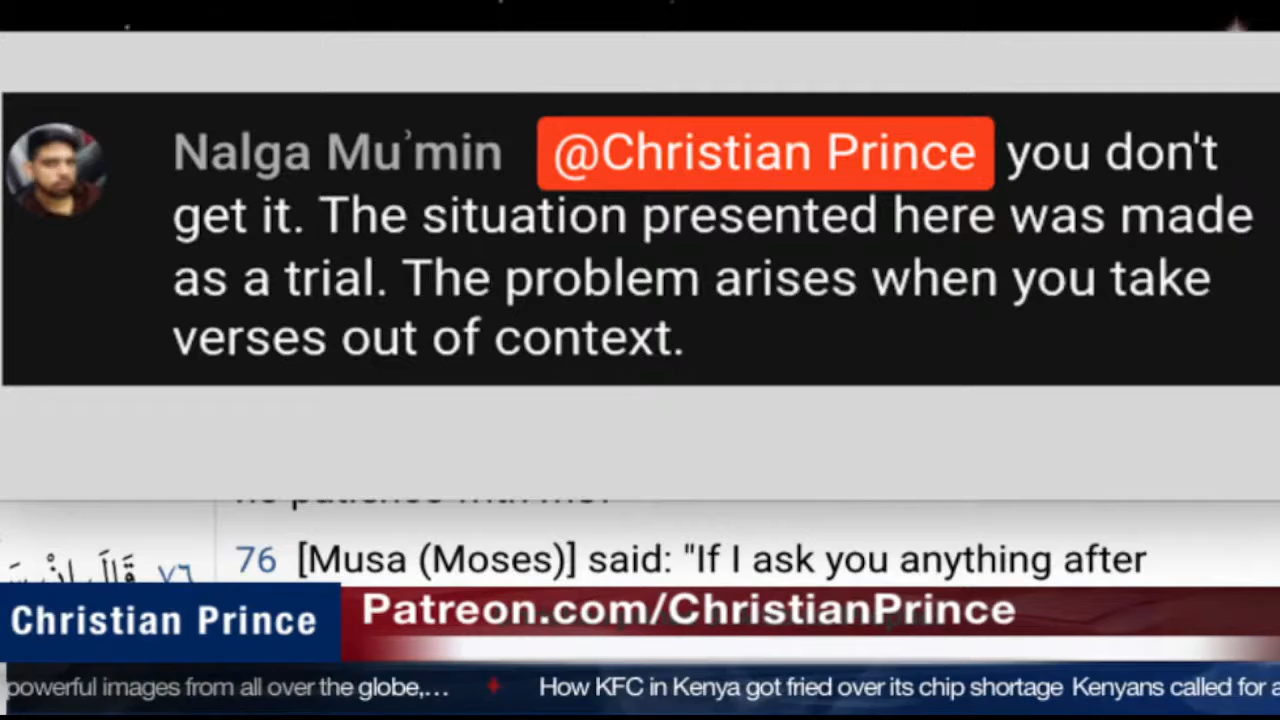 Nalga Muʾmin @Christian Prince you don't
get it. The situation presented here was made
as a trial. The problem arises when you take
verses out of context.
76 [Musa (Moses)] said: "If I ask you anything after
٧٦ قَالَ إِنْ
Christian Prince
Patreon.com/ChristianPrince
powerful images from all over the globe,... How KFC in Kenya got fried over its chip shortage Kenyans called for a